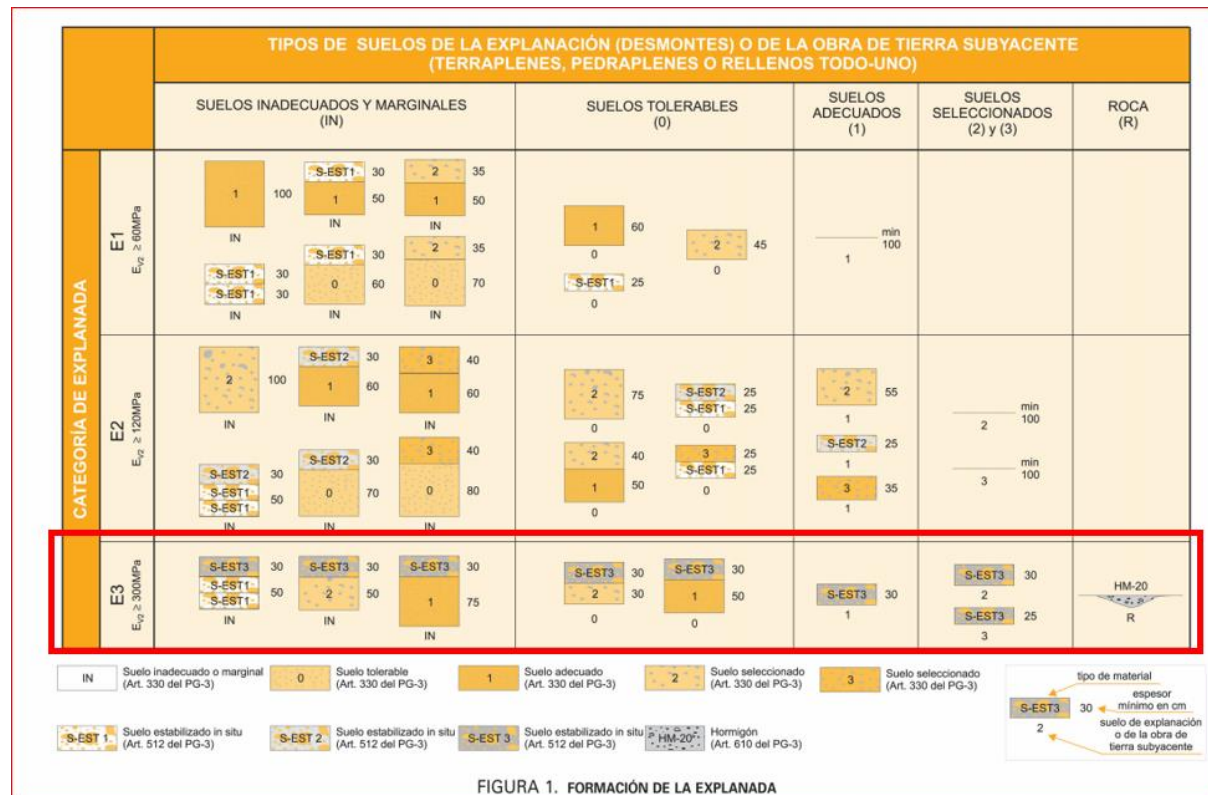 TIPOS DE SUELOS DE LA EXPLANACIÓN (DESMONTES) O DE LA OBRA DE TIERRA SUBYACENTE
(TERRAPLENES, PEDRAPLENES O RELLENOS TODO-UNO)
SUELOS INADECUADOS Y MARGINALES
(IN)
SUELOS TOLERABLES
(0)
SUELOS
ADECUADOS
(1)
SUELOS
SELECCIONADOS
(2) y (3)
ROCA
(R)
CATEGORÍA DE EXPLANADA
E1
EV2 ≥ 60MPa
1 100
IN
S-EST1 30
1 50
IN
2 35
1 50
IN
S-EST1 30
S-EST1 30
IN
S-EST1 30
0 60
IN
2 35
0 70
IN
1 60
0
2 45
0
S-EST1 25
0
min
100
1
E2
EV2 ≥ 120MPa
2 100
IN
S-EST2 30
1 60
IN
3 40
1 60
IN
S-EST2 30
S-EST1 50
S-EST1
IN
S-EST2 30
0 70
IN
3 40
0 80
IN
2 75
0
S-EST2 25
S-EST1 25
0
2 40
1 50
0
3 25
S-EST1 25
0
2 55
1
S-EST2 25
1
3 35
1
min
100
2
min
100
3
E3
EV2 ≥ 300MPa
S-EST3 30
S-EST1 50
S-EST1
IN
S-EST3 30
2 50
IN
S-EST3 30
1 75
IN
S-EST3 30
2 30
0
S-EST3 30
1 50
0
S-EST3 30
1
S-EST3 30
2
S-EST3 25
3
HM-20
R
IN Suelo inadecuado o marginal
(Art. 330 del PG-3)
0 Suelo tolerable
(Art. 330 del PG-3)
1 Suelo adecuado
(Art. 330 del PG-3)
2 Suelo seleccionado
(Art. 330 del PG-3)
3 Suelo seleccionado
(Art. 330 del PG-3)
S-EST 1 Suelo estabilizado in situ
(Art. 512 del PG-3)
S-EST 2 Suelo estabilizado in situ
(Art. 512 del PG-3)
S-EST 3 Suelo estabilizado in situ
(Art. 512 del PG-3)
HM-20 Hormigón
(Art. 610 del PG-3)
tipo de material
S-EST3 30 espesor
mínimo en cm
2 suelo de explanación
o de la obra de
tierra subyacente
FIGURA 1. FORMACIÓN DE LA EXPLANADA